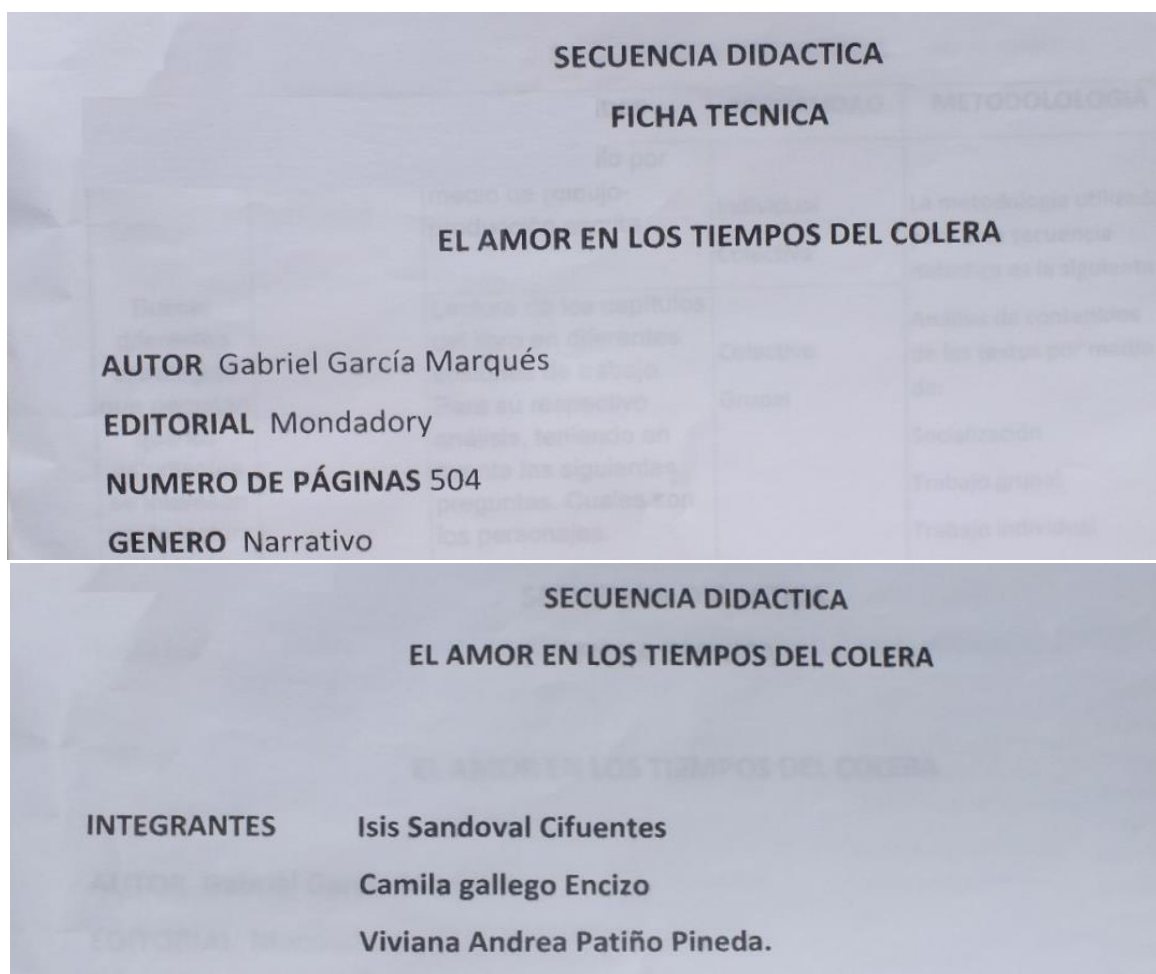 SECUENCIA DIDACTICA
FICHA TECNICA
EL AMOR EN LOS TIEMPOS DEL COLERA
AUTOR Gabriel García Marqués
EDITORIAL Mondadory
NUMERO DE PÁGINAS 504
GENERO Narrativo
SECUENCIA DIDACTICA
EL AMOR EN LOS TIEMPOS DEL COLERA
INTEGRANTES Isis Sandoval Cifuentes
Camila gallego Encizo
Viviana Andrea Patiño Pineda.